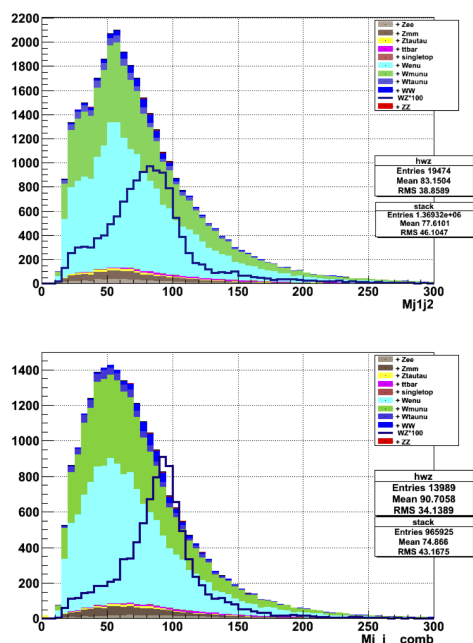 2200
2000
1800
1600
1400
1200
1000
800
600
400
200
0
0 50 100 150 200 250 300
Mj1j2
+ Zee
+ Zmm
+ Ztautau
+ ttbar
+ singletop
+ Wenu
+ Wmunu
+ Wtaunu
+ WW
WZ*100
+ ZZ
hwz
Entries 19474
Mean 83.1504
RMS 38.8589
stack
Entries 1.36932e+06
Mean 77.6101
RMS 46.1047
1400
1200
1000
800
600
400
200
0
0 50 100 150 200 250 300
Mj_j_ comb
+ Zee
+ Zmm
+ Ztautau
+ ttbar
+ singletop
+ Wenu
+ Wmunu
+ Wtaunu
+ WW
WZ*100
+ ZZ
hwz
Entries 13989
Mean 90.7058
RMS 34.1389
stack
Entries 965925
Mean 74.866
RMS 43.1675